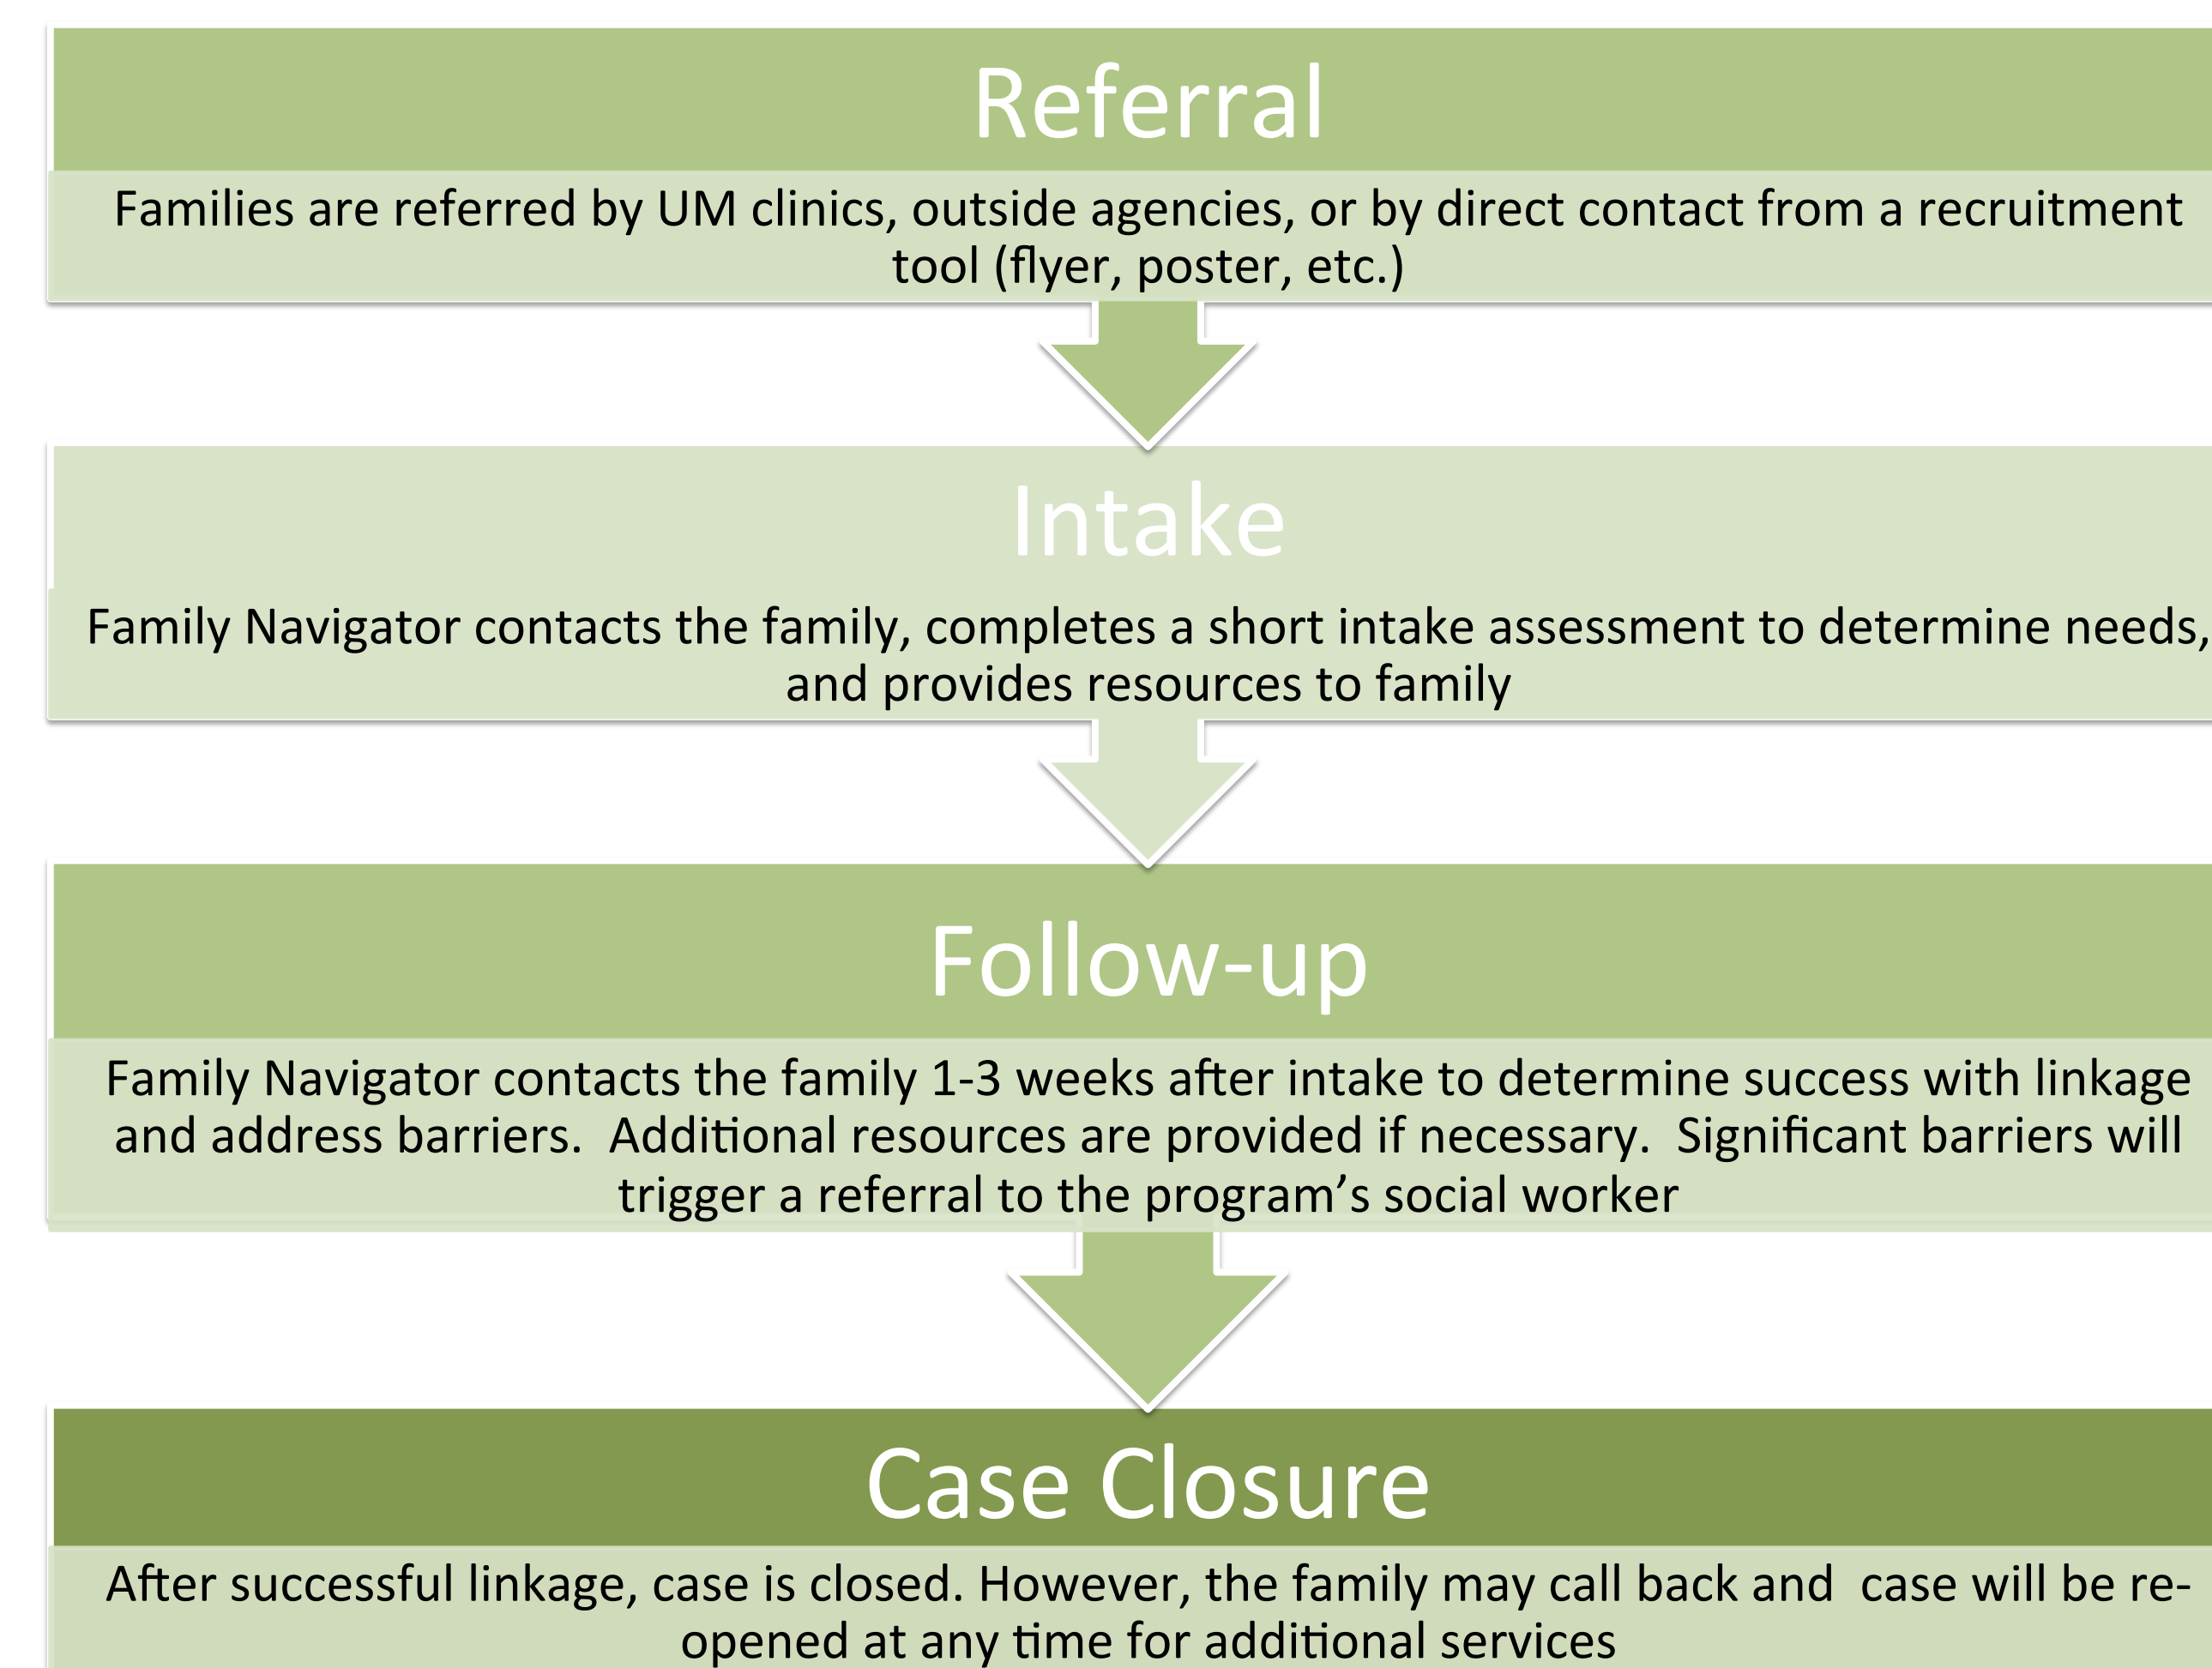 Referral
Families are referred by UM clinics, outside agencies, or by direct contact from a recruitment
tool (flyer, poster, etc.)
Intake
Family Navigator contacts the family, completes a short intake assessment to determine needs,
and provides resources to family
Follow-up
Family Navigator contacts the family 1-3 weeks after intake to determine success with linkage
and address barriers.  Additional resources are provided if necessary.  Significant barriers will
trigger a referral to the program’s social worker
Case Closure
After successful linkage, case is closed. However, the family may call back and  case will be re-
opened at any time for additional services